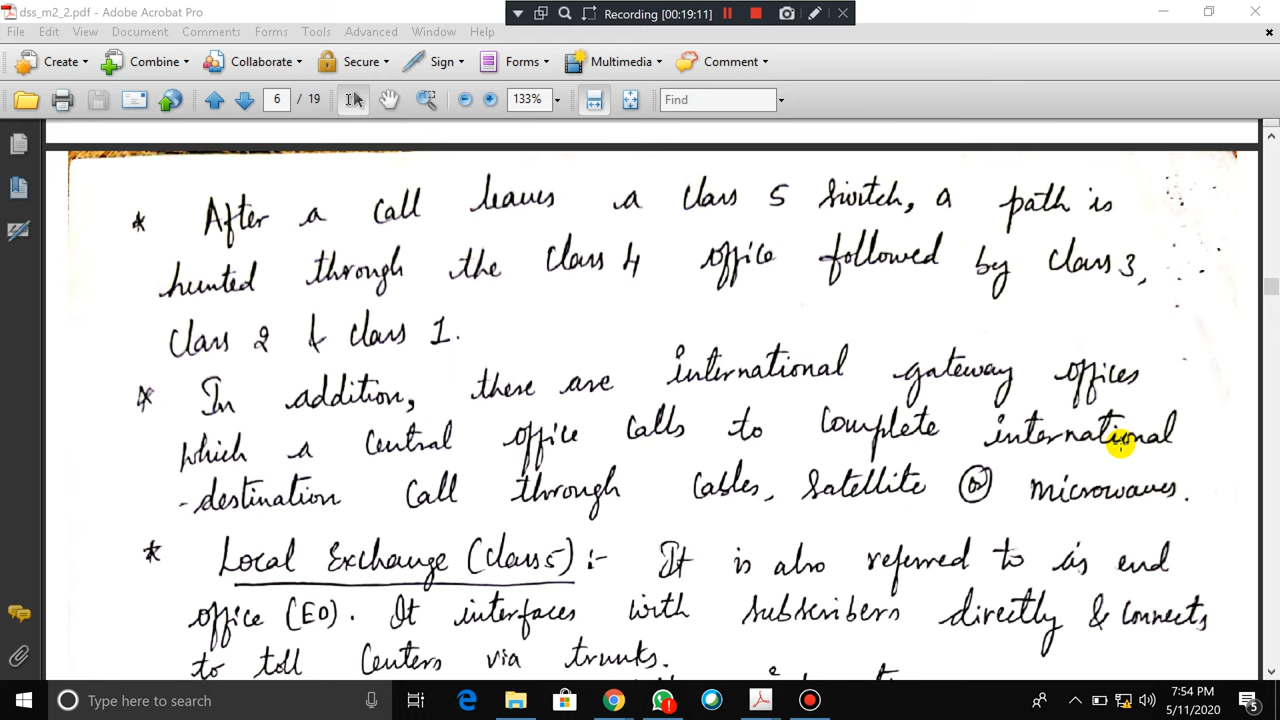 dss_m2_2.pdf - Adobe Acrobat Pro
Recording [00:19:11]
File Edit View Document Comments Forms Tools Advanced Window Help
Create Combine Collaborate Secure Sign Forms Multimedia Comment
6 / 19 133% Find
* After a call leaves a class 5 switch, a path is
hunted through the class 4 office followed by class 3,
class 2 & class 1.
* In addition, there are international gateway offices
which a central office calls to complete international
-destination call through cables, satellite or microwaves.
* Local Exchange (class 5) :- It is also referred to as end
office (EO). It interfaces with subscribers directly & connects
to toll centers via trunks.
Type here to search
7:54 PM
5/11/2020
5